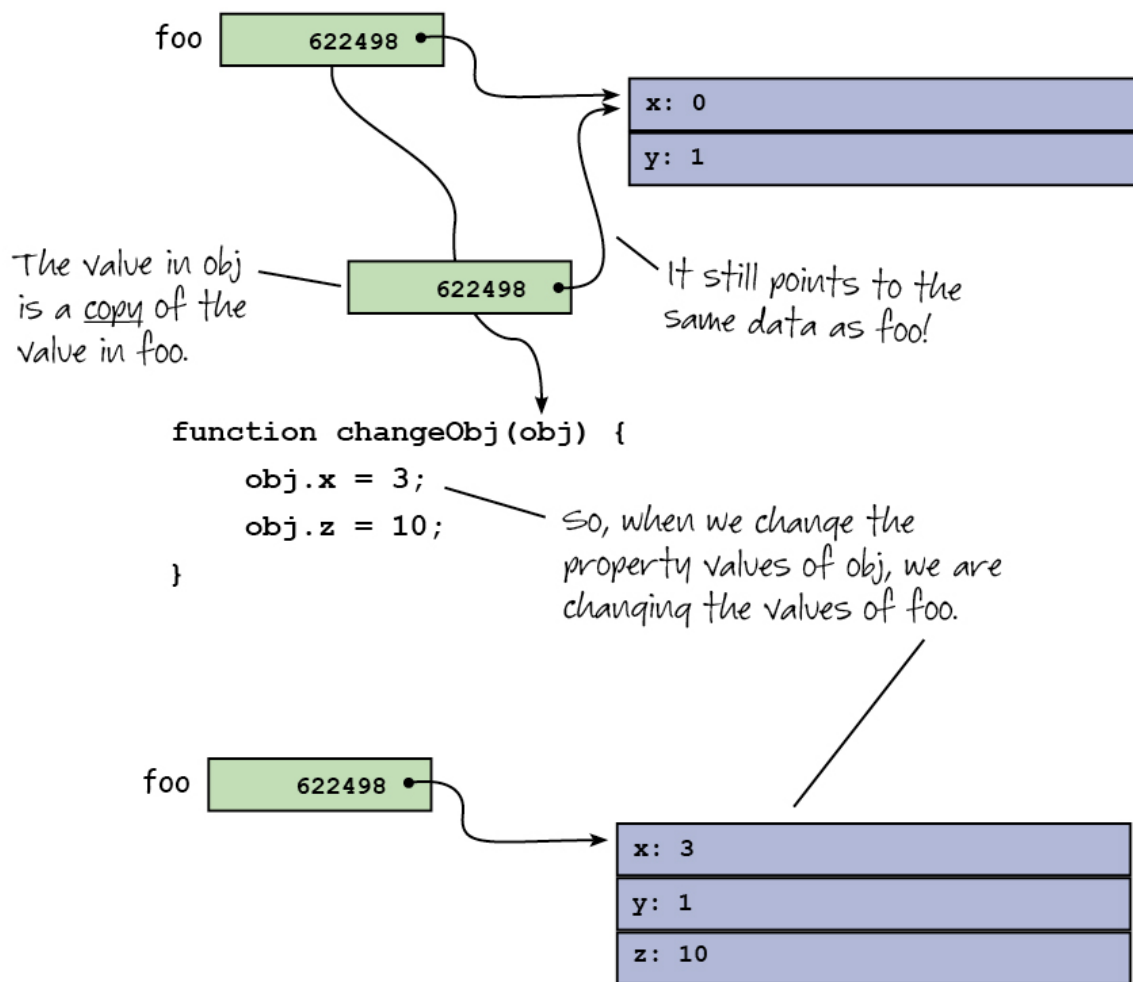 foo 622498
x: 0
y: 1
The value in obj
is a copy of the
value in foo.
622498
It still points to the
same data as foo!
function changeObj(obj) {
obj.x = 3;
obj.z = 10;
}
So, when we change the
property values of obj, we are
changing the values of foo.
foo 622498
x: 3
y: 1
z: 10